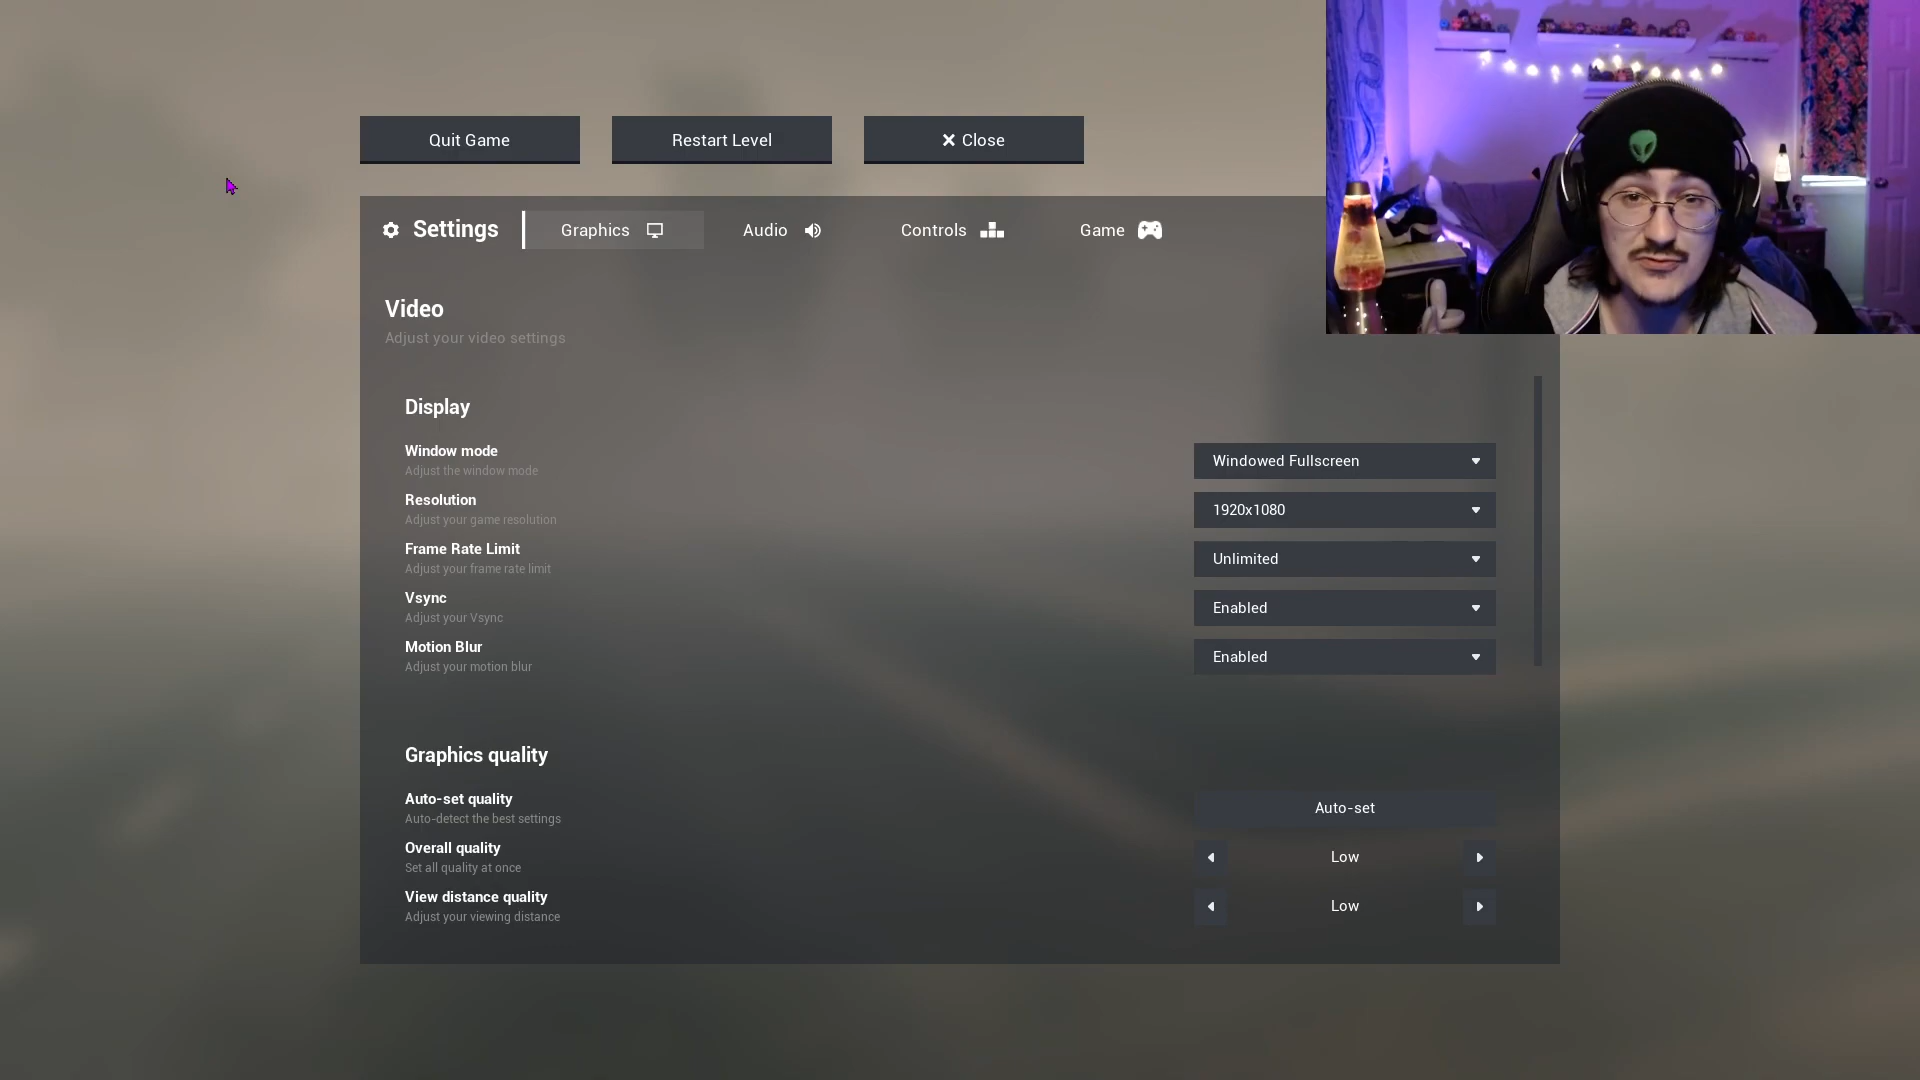 Quit Game
Restart Level
Close
Settings
Graphics
Audio
Controls
Game
Video
Adjust your video settings
Display
Window mode
Adjust the window mode
Windowed Fullscreen
Resolution
Adjust your game resolution
1920x1080
Frame Rate Limit
Adjust your frame rate limit
Unlimited
Vsync
Adjust your Vsync
Enabled
Motion Blur
Adjust your motion blur
Enabled
Graphics quality
Auto-set quality
Auto-detect the best settings
Auto-set
Overall quality
Set all quality at once
Low
View distance quality
Adjust your viewing distance
Low